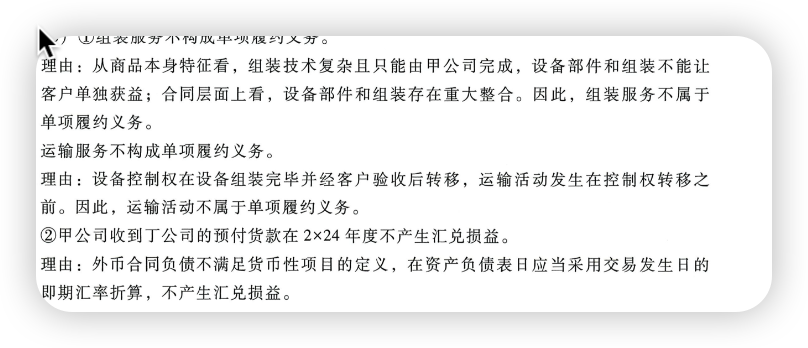 ）①组装服务不构成单项履约义务。
理由：从商品本身特征看，组装技术复杂且只能由甲公司完成，设备部件和组装不能让
客户单独获益；合同层面上看，设备部件和组装存在重大整合。因此，组装服务不属于
单项履约义务。
运输服务不构成单项履约义务。
理由：设备控制权在设备组装完毕并经客户验收后转移，运输活动发生在控制权转移之
前。因此，运输活动不属于单项履约义务。
②甲公司收到丁公司的预付货款在 2×24 年度不产生汇兑损益。
理由：外币合同负债不满足货币性项目的定义，在资产负债表日应当采用交易发生日的
即期汇率折算，不产生汇兑损益。